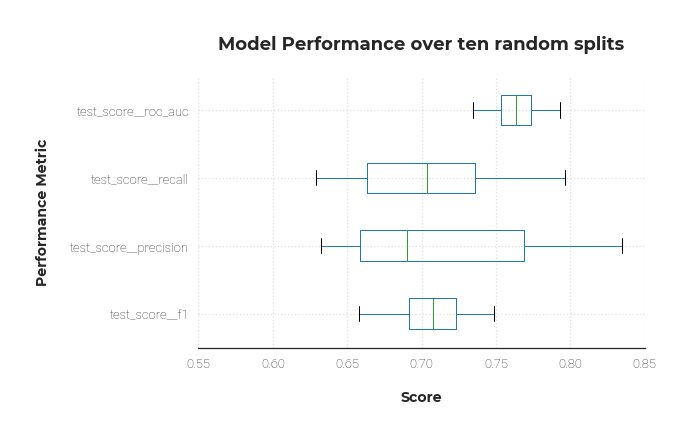 Model Performance over ten random splits
test_score__roc_auc
test_score__recall
test_score__precision
test_score__f1
Performance Metric
0.55 0.60 0.65 0.70 0.75 0.80 0.85
Score